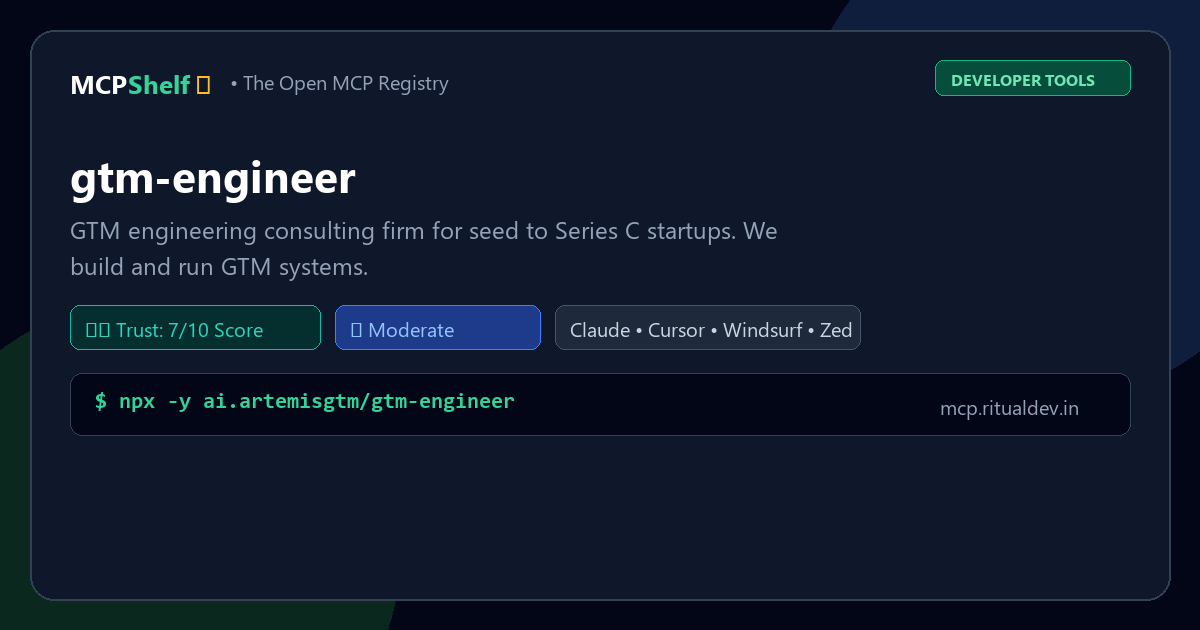 MCPShelf • The Open MCP Registry
DEVELOPER TOOLS
gtm-engineer
GTM engineering consulting firm for seed to Series C startups. We
build and run GTM systems.
Trust: 7/10 Score
Moderate
Claude • Cursor • Windsurf • Zed
$ npx -y ai.artemisgtm/gtm-engineer
mcp.ritualdev.in